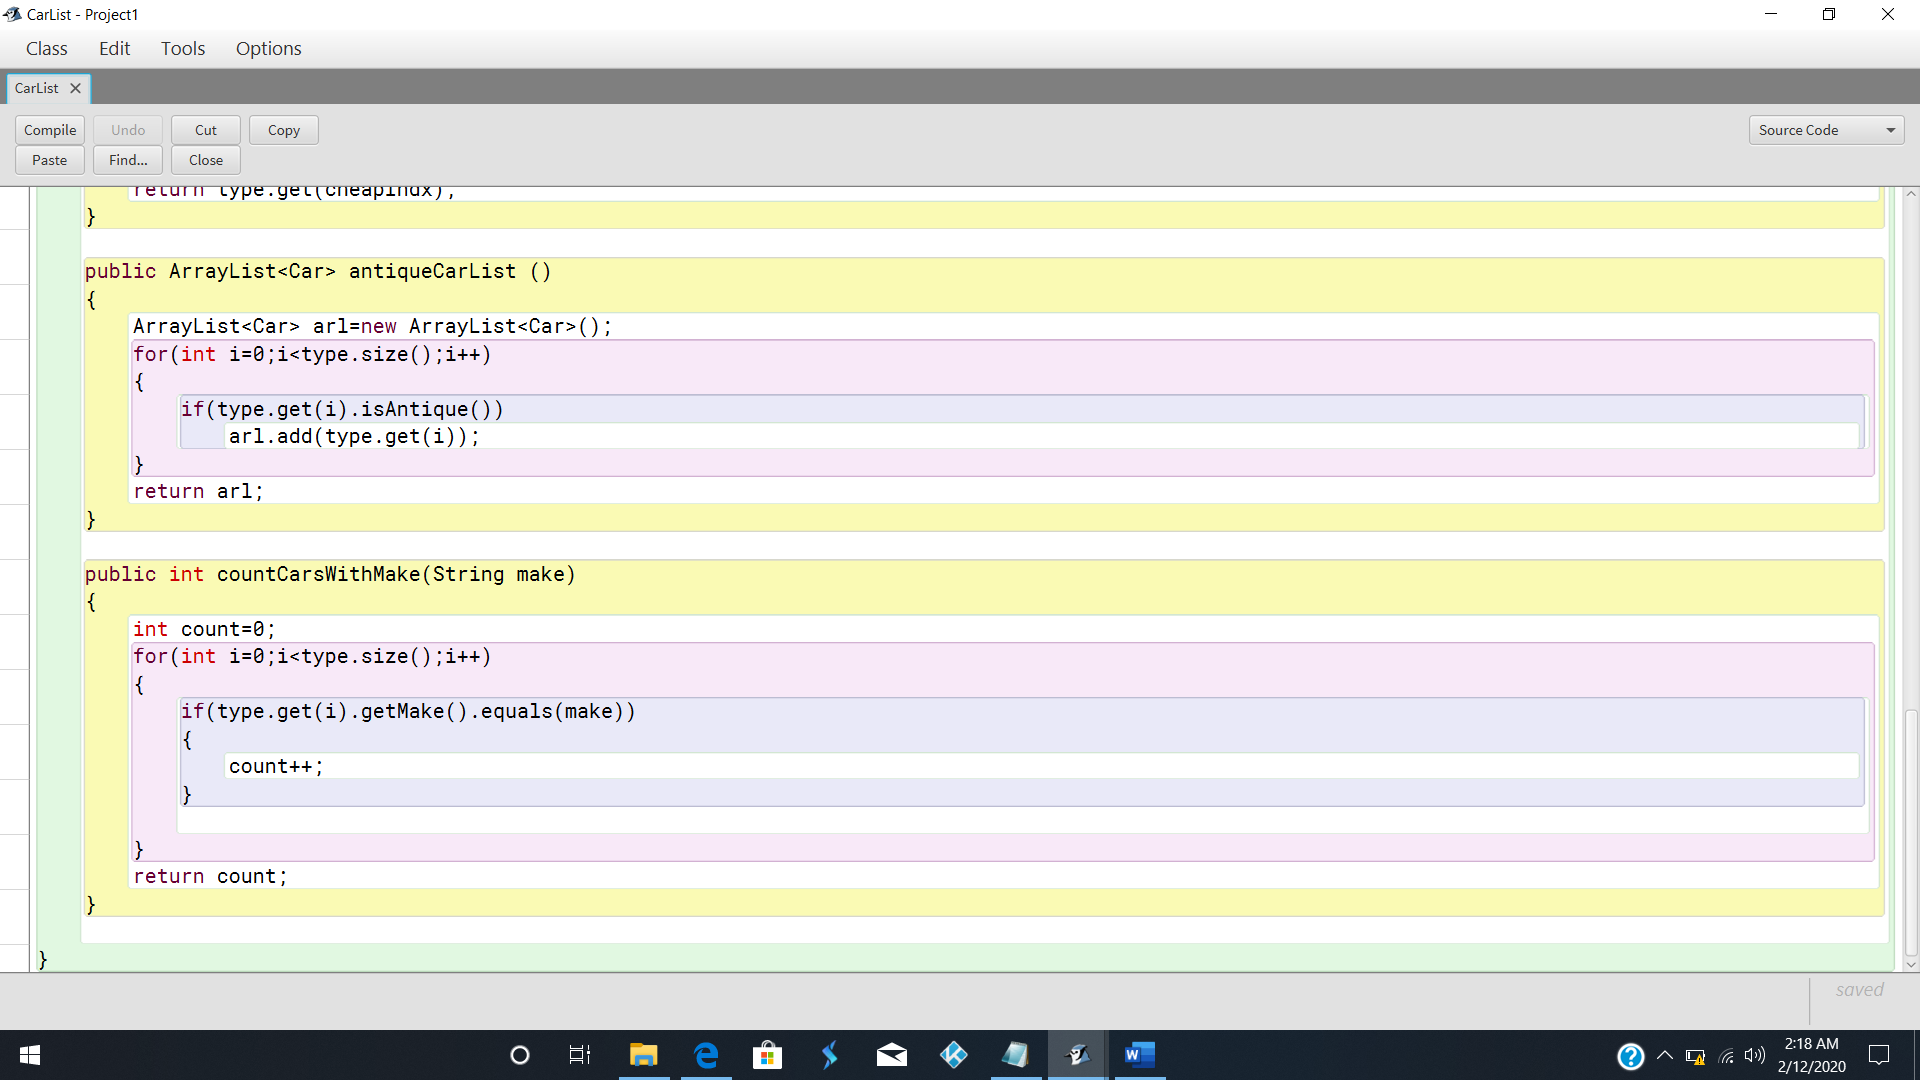 CarList - Project1
Class Edit Tools Options
CarList
Compile Undo Cut Copy
Source Code
Paste Find... Close
return type.get(cheapIndx);
}
public ArrayList<Car> antiqueCarList ()
{
ArrayList<Car> arl=new ArrayList<Car>();
for(int i=0;i<type.size();i++)
{
if(type.get(i).isAntique())
arl.add(type.get(i));
}
return arl;
}
public int countCarsWithMake(String make)
{
int count=0;
for(int i=0;i<type.size();i++)
{
if(type.get(i).getMake().equals(make))
{
count++;
}
}
return count;
}
}
saved
2:18 AM
2/12/2020